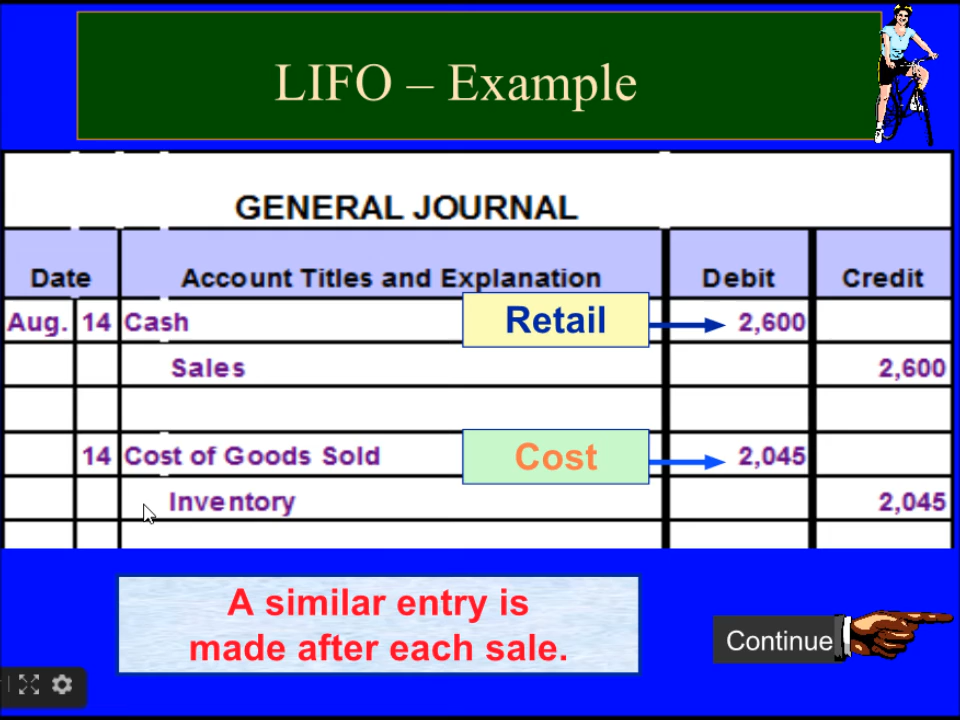 LIFO – Example
GENERAL JOURNAL
Date Account Titles and Explanation Debit Credit
Aug. 14 Cash Retail 2,600
Sales 2,600
14 Cost of Goods Sold Cost 2,045
Inventory 2,045
A similar entry is
made after each sale.
Continue